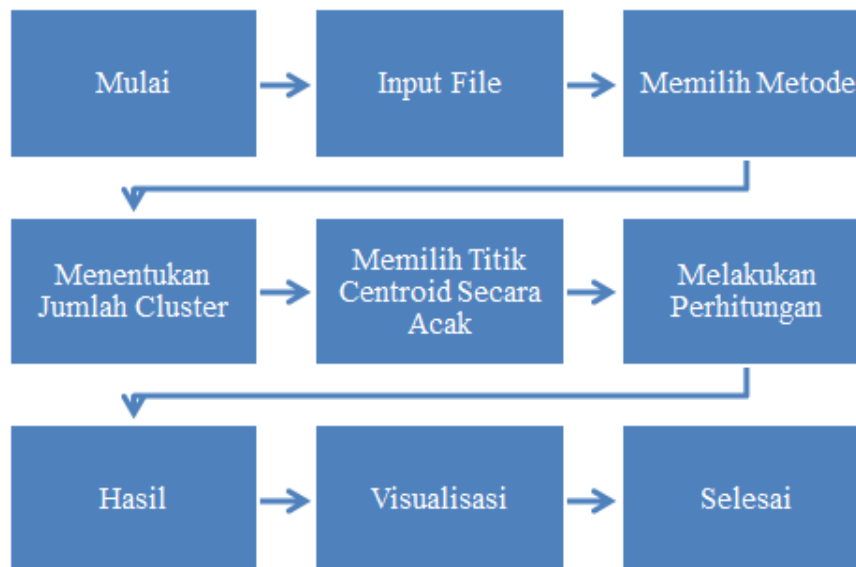 Mulai
Input File
Memilih Metode
Menentukan
Jumlah Cluster
Memilih Titik
Centroid Secara
Acak
Melakukan
Perhitungan
Hasil
Visualisasi
Selesai